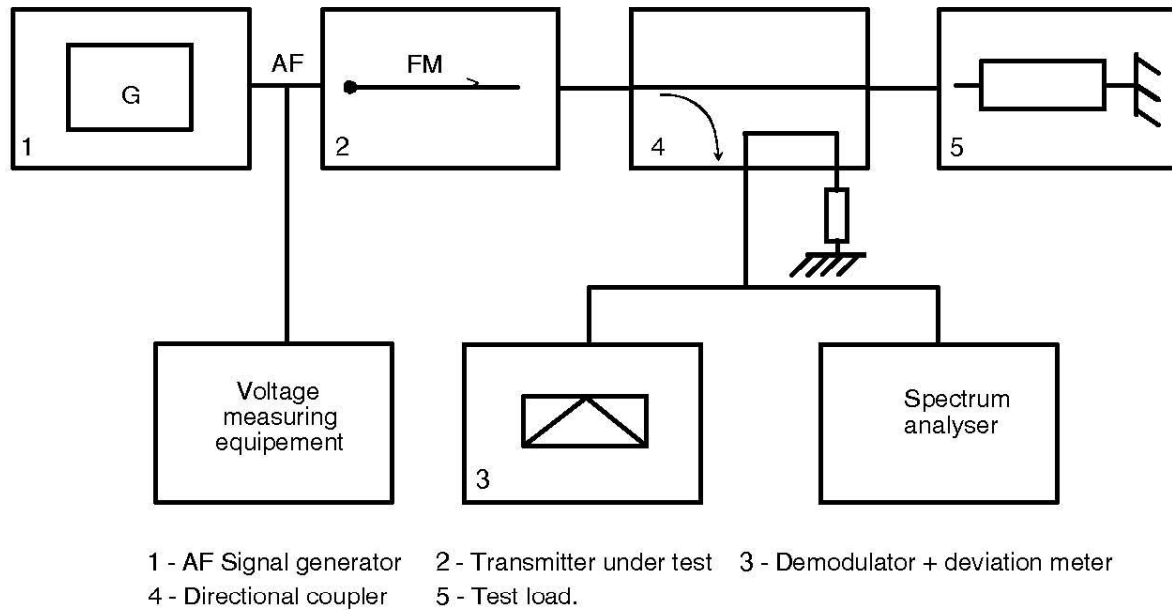 AF
FM
G
1
2
4
5
Voltage
measuring
equipement
3
Spectrum
analyser
1 - AF Signal generator 2 - Transmitter under test 3 - Demodulator + deviation meter
4 - Directional coupler 5 - Test load.